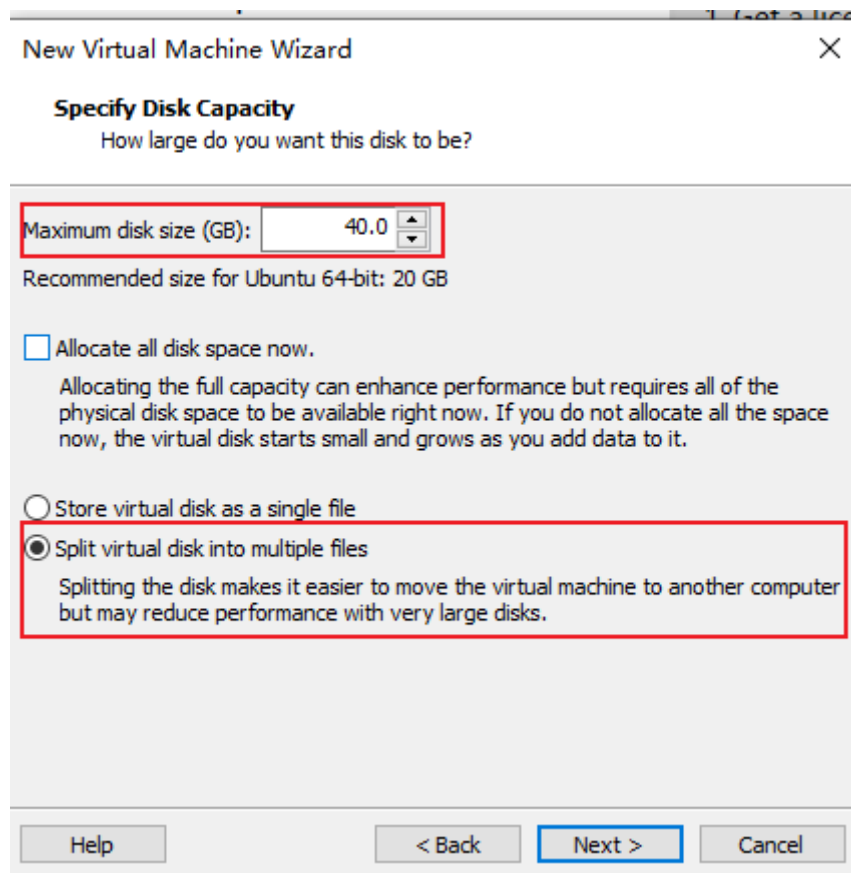 1. Get a lice
New Virtual Machine Wizard
Specify Disk Capacity
How large do you want this disk to be?
Maximum disk size (GB): 40.0
Recommended size for Ubuntu 64-bit: 20 GB
Allocate all disk space now.
Allocating the full capacity can enhance performance but requires all of the
physical disk space to be available right now. If you do not allocate all the space
now, the virtual disk starts small and grows as you add data to it.
Store virtual disk as a single file
Split virtual disk into multiple files
Splitting the disk makes it easier to move the virtual machine to another computer
but may reduce performance with very large disks.
Help < Back Next > Cancel